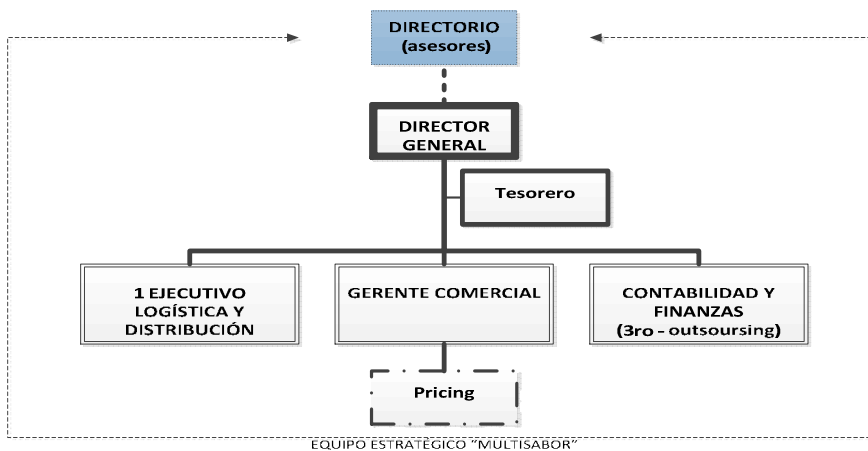 DIRECTORIO
(asesores)
DIRECTOR
GENERAL
Tesorero
1 EJECUTIVO
LOGÍSTICA Y
DISTRIBUCIÓN
GERENTE COMERCIAL
CONTABILIDAD Y
FINANZAS
(3ro - outsoursing)
Pricing
EQUIPO ESTRATÉGICO "MULTISABOR"